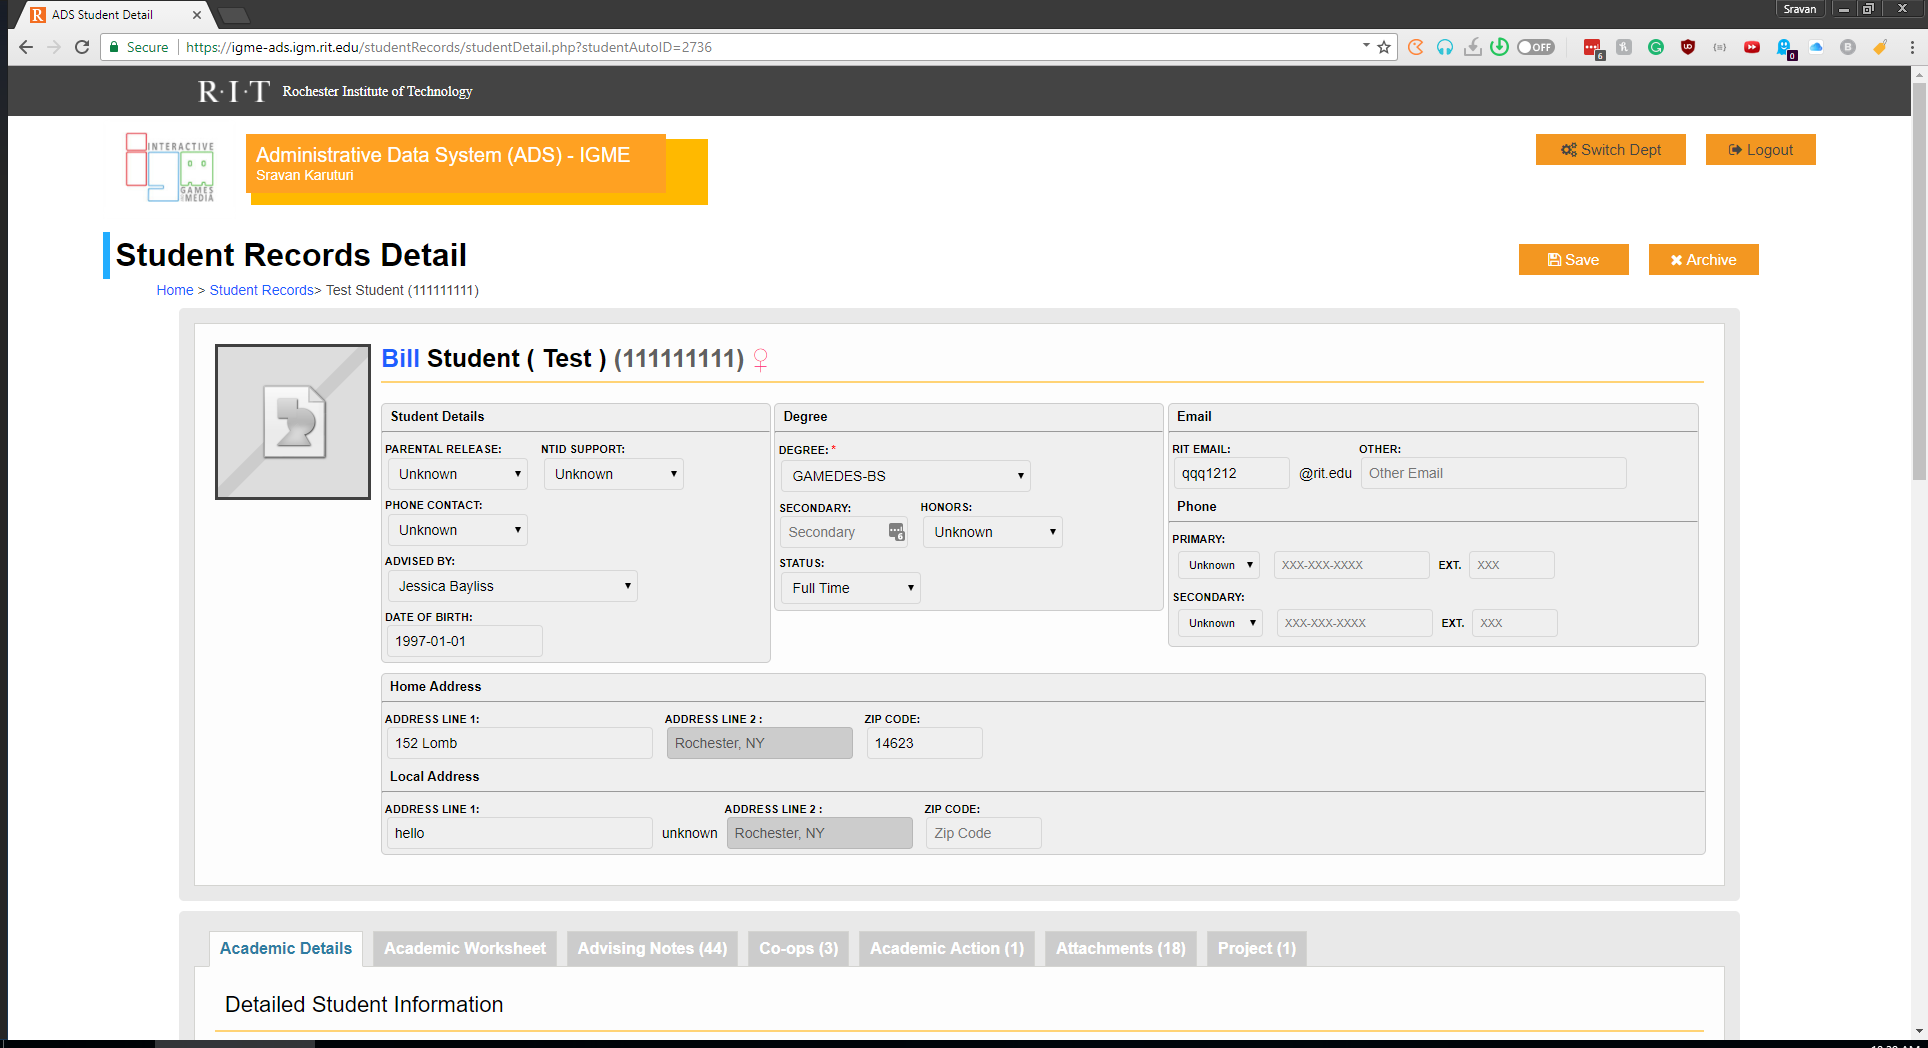 ADS Student Detail
Sravan
Secure https://igme-ads.igm.rit.edu/studentRecords/studentDetail.php?studentAutoID=2736
OFF
6
0
R·I·T Rochester Institute of Technology
INTERACTIVE
GAMES
MEDIA
Administrative Data System (ADS) - IGME
Sravan Karuturi
Switch Dept
Logout
Student Records Detail
Save
Archive
Home > Student Records> Test Student (111111111)
Bill Student ( Test ) (111111111)
Student Details
PARENTAL RELEASE: NTID SUPPORT:
Unknown Unknown
PHONE CONTACT:
Unknown
ADVISED BY:
Jessica Bayliss
DATE OF BIRTH:
1997-01-01
Degree
DEGREE: *
GAMEDES-BS
SECONDARY: HONORS:
Secondary 6 Unknown
STATUS:
Full Time
Email
RIT EMAIL: OTHER:
qqq1212 @rit.edu Other Email
Phone
PRIMARY:
Unknown XXX-XXX-XXXX EXT. XXX
SECONDARY:
Unknown XXX-XXX-XXXX EXT. XXX
Home Address
ADDRESS LINE 1: ADDRESS LINE 2 : ZIP CODE:
152 Lomb Rochester, NY 14623
Local Address
ADDRESS LINE 1: ADDRESS LINE 2 : ZIP CODE:
hello unknown Rochester, NY Zip Code
Academic Details Academic Worksheet Advising Notes (44) Co-ops (3) Academic Action (1) Attachments (18) Project (1)
Detailed Student Information